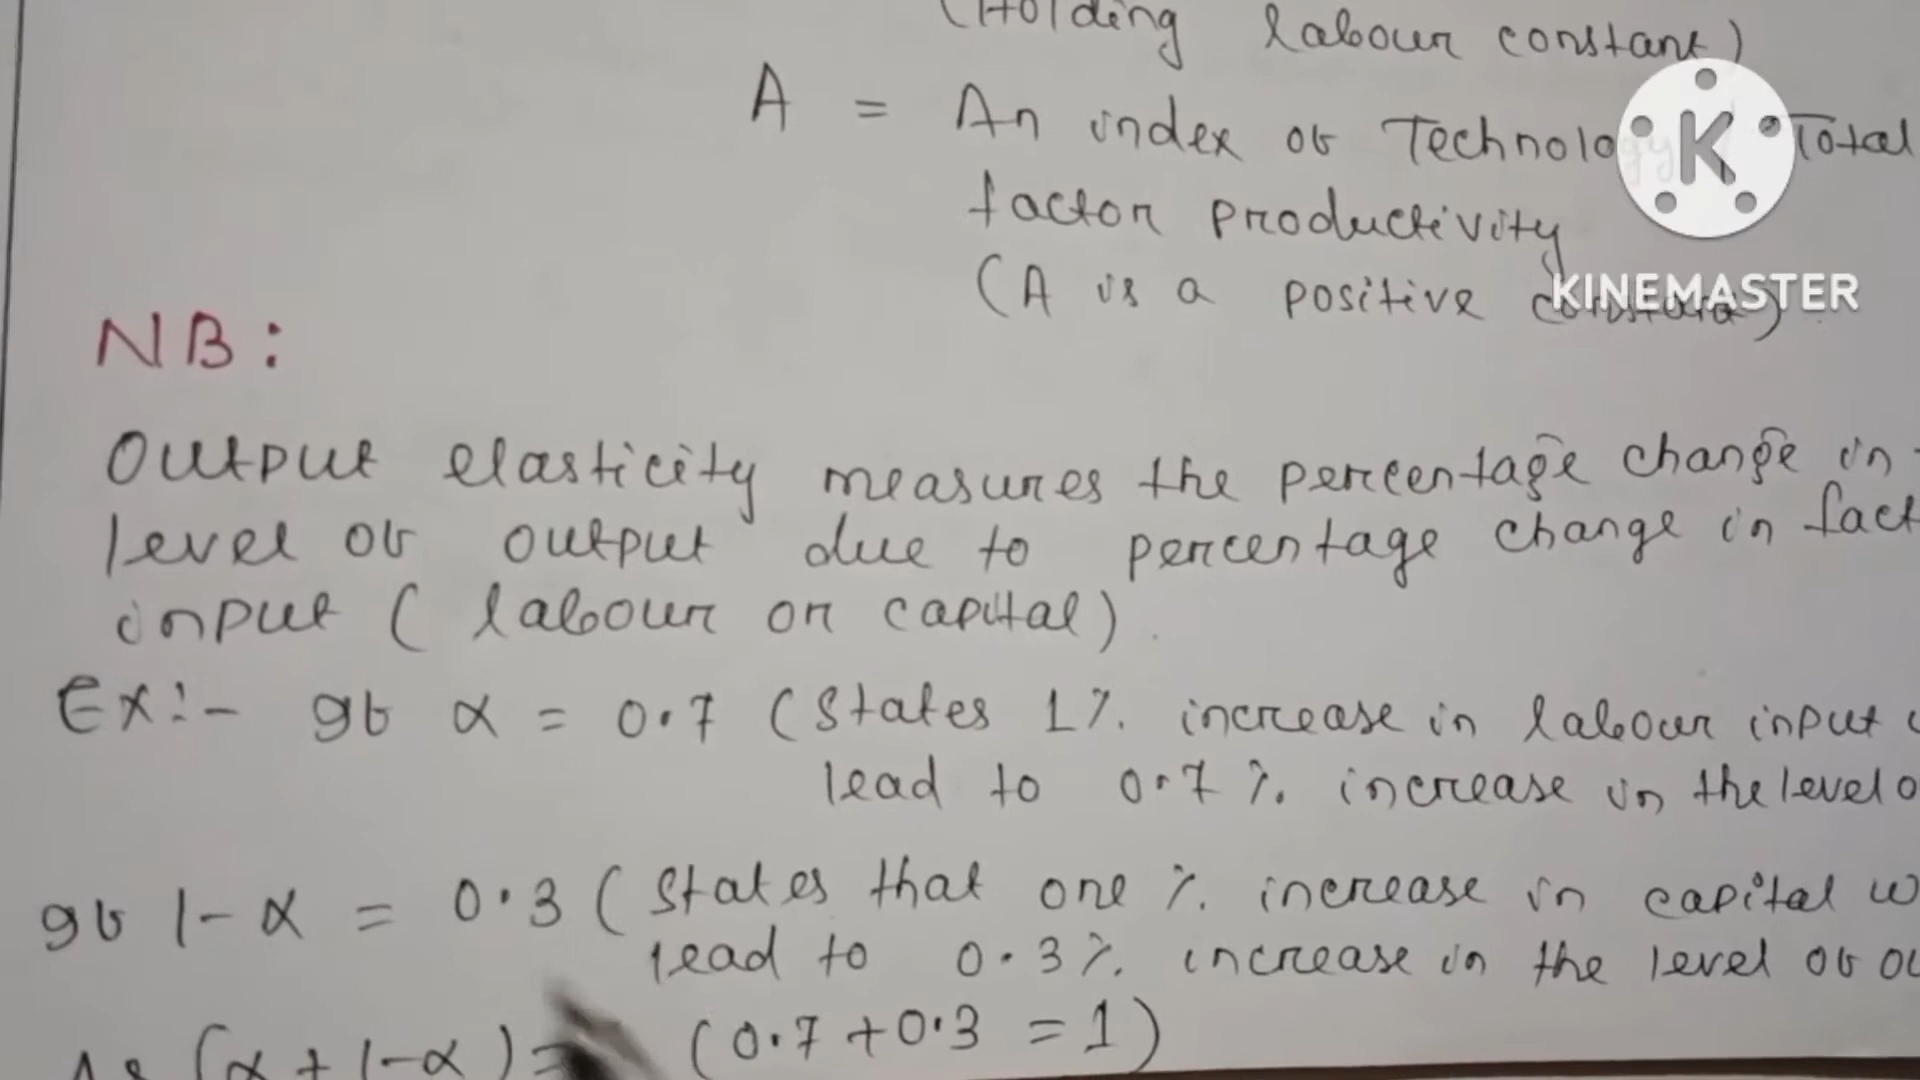 (Holding labour constant)
A = An index of Technology Total
factor productivity
(A is a positive constant)
KINEMASTER
NB:
Output elasticity measures the percentage change in
level of output due to percentage change in fact
input (labour or capital).
Ex:- If α = 0.7 (States 1% increase in labour input
lead to 0.7% increase in the level o
If 1-α = 0.3 (States that one % increase in capital w
lead to 0.3% increase in the level of ou
As (α+1-α) = (0.7+0.3 = 1)